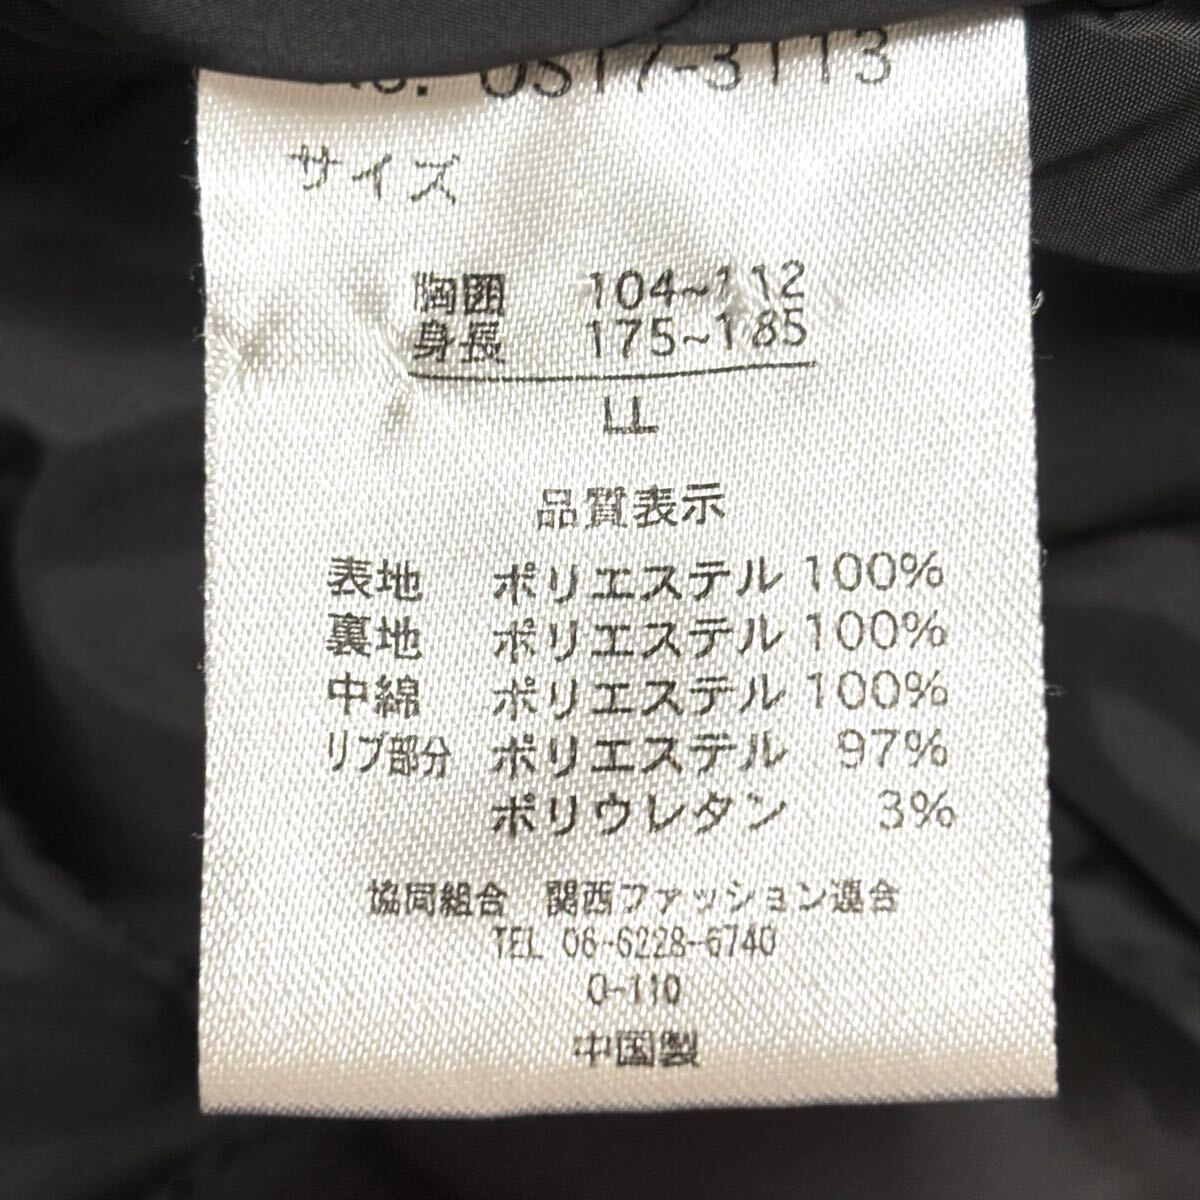 OS17-3113
サイズ
胸囲 104~112
身長 175~185
LL
品質表示
表地 ポリエステル 100%
裏地 ポリエステル 100%
中綿 ポリエステル 100%
リブ部分 ポリエステル 97%
ポリウレタン 3%
協同組合 関西ファッション連合
TEL 06-6228-6740
O-110
中国製